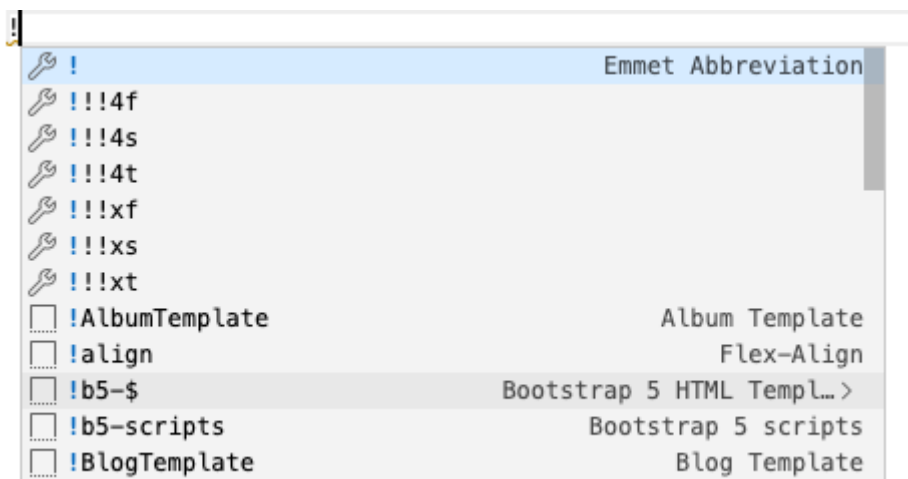 !
! Emmet Abbreviation
!!!4f
!!!4s
!!!4t
!!!xf
!!!xs
!!!xt
!AlbumTemplate Album Template
!align Flex-Align
!b5-$ Bootstrap 5 HTML Templ…>
!b5-scripts Bootstrap 5 scripts
!BlogTemplate Blog Template